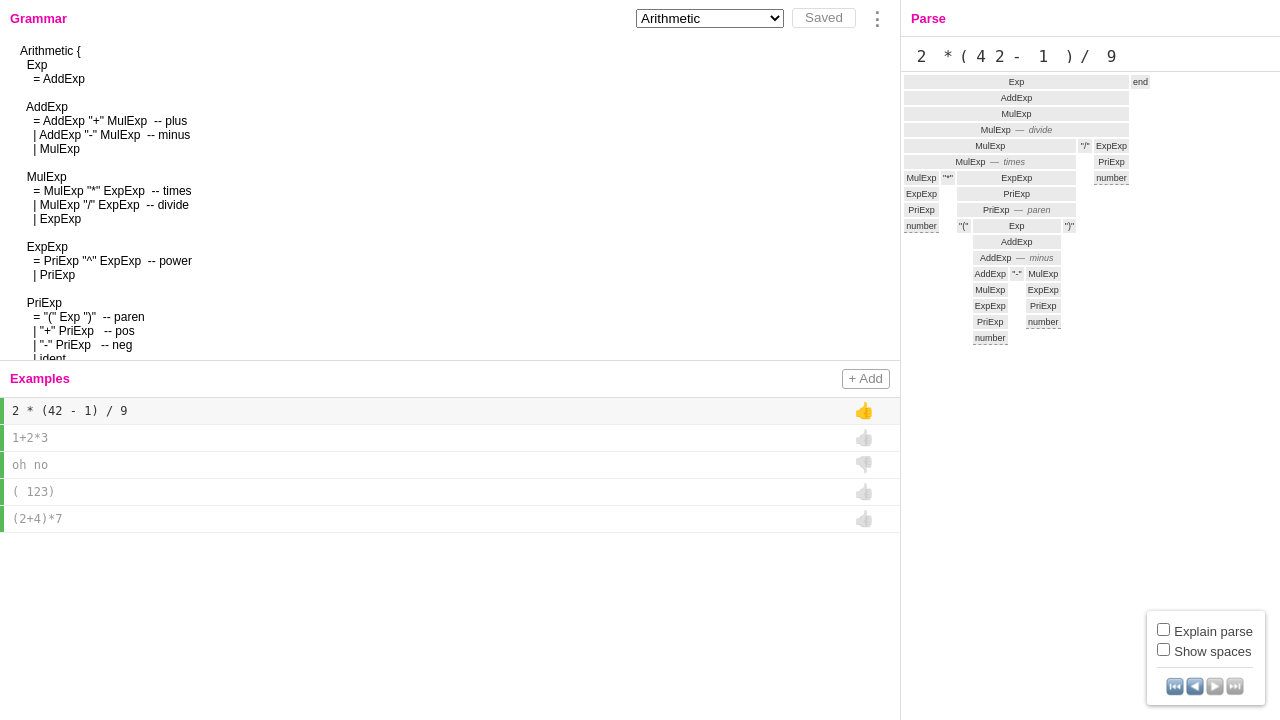 Grammar
Arithmetic
Saved
Arithmetic {
Exp
= AddExp
AddExp
= AddExp "+" MulExp -- plus
| AddExp "-" MulExp -- minus
| MulExp
MulExp
= MulExp "*" ExpExp -- times
| MulExp "/" ExpExp -- divide
| ExpExp
ExpExp
= PriExp "^" ExpExp -- power
| PriExp
PriExp
= "(" Exp ")" -- paren
| "+" PriExp -- pos
| "-" PriExp -- neg
| ident
Examples
+ Add
2 * (42 - 1) / 9
1+2*3
oh no
( 123)
(2+4)*7
Parse
2 * ( 4 2 - 1 ) / 9
Exp end
AddExp
MulExp
MulExp — divide
MulExp "/" ExpExp
MulExp — times PriExp
MulExp "*" ExpExp number
ExpExp PriExp
PriExp PriExp — paren
number "(" Exp ")"
AddExp
AddExp — minus
AddExp "-" MulExp
MulExp ExpExp
ExpExp PriExp
PriExp number
number
Explain parse
Show spaces